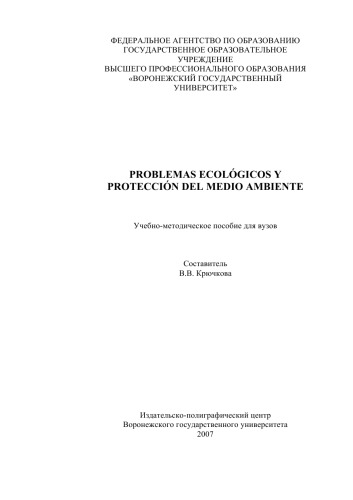 ФЕДЕРАЛЬНОЕ АГЕНТСТВО ПО ОБРАЗОВАНИЮ
ГОСУДАРСТВЕННОЕ ОБРАЗОВАТЕЛЬНОЕ
УЧРЕЖДЕНИЕ
ВЫСШЕГО ПРОФЕССИОНАЛЬНОГО ОБРАЗОВАНИЯ
«ВОРОНЕЖСКИЙ ГОСУДАРСТВЕННЫЙ
УНИВЕРСИТЕТ»
PROBLEMAS ECOLÓGICOS Y
PROTECCIÓN DEL MEDIO AMBIENTE
Учебно-методическое пособие для вузов
Составитель
В.В. Крючкова
Издательско-полиграфический центр
Воронежского государственного университета
2007